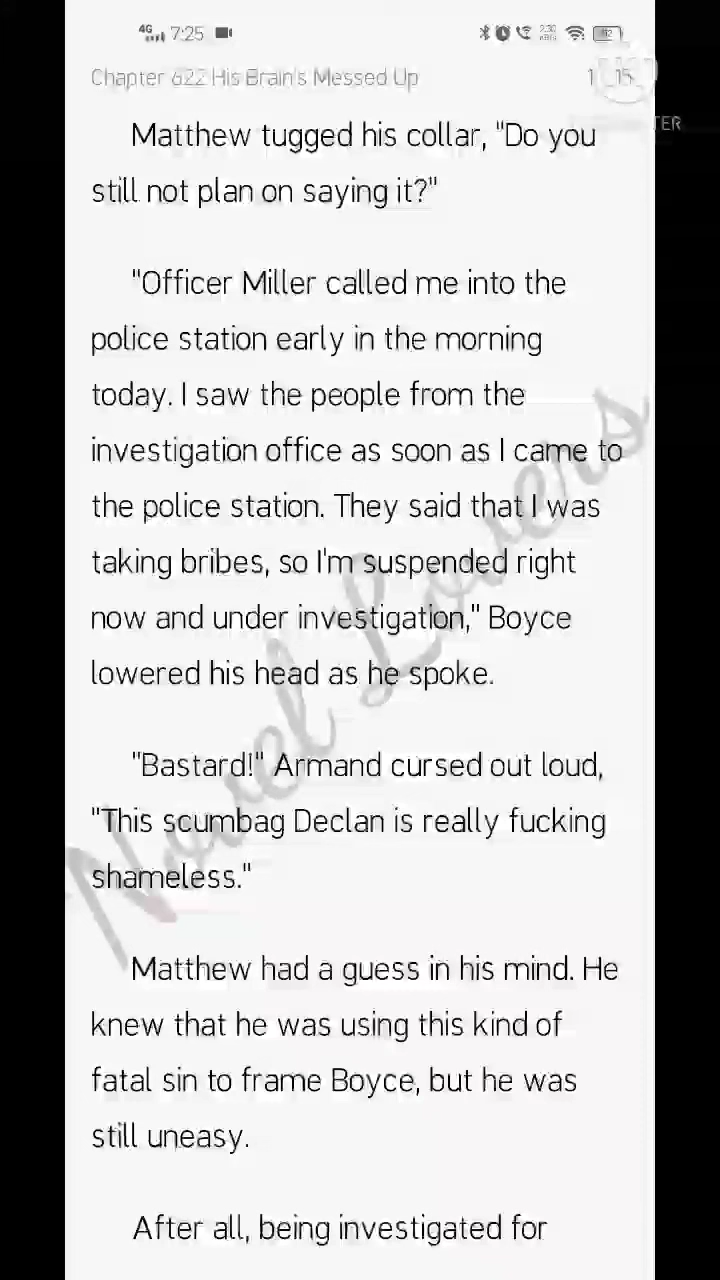 4G 7:25
Chapter 622 His Brain's Messed Up
TER
Matthew tugged his collar, "Do you
still not plan on saying it?"
"Officer Miller called me into the
police station early in the morning
today. I saw the people from the
investigation office as soon as I came to
the police station. They said that I was
taking bribes, so I'm suspended right
now and under investigation," Boyce
lowered his head as he spoke.
"Bastard!" Armand cursed out loud,
"This scumbag Declan is really fucking
shameless."
Matthew had a guess in his mind. He
knew that he was using this kind of
fatal sin to frame Boyce, but he was
still uneasy.
After all, being investigated for
Novel Lovers